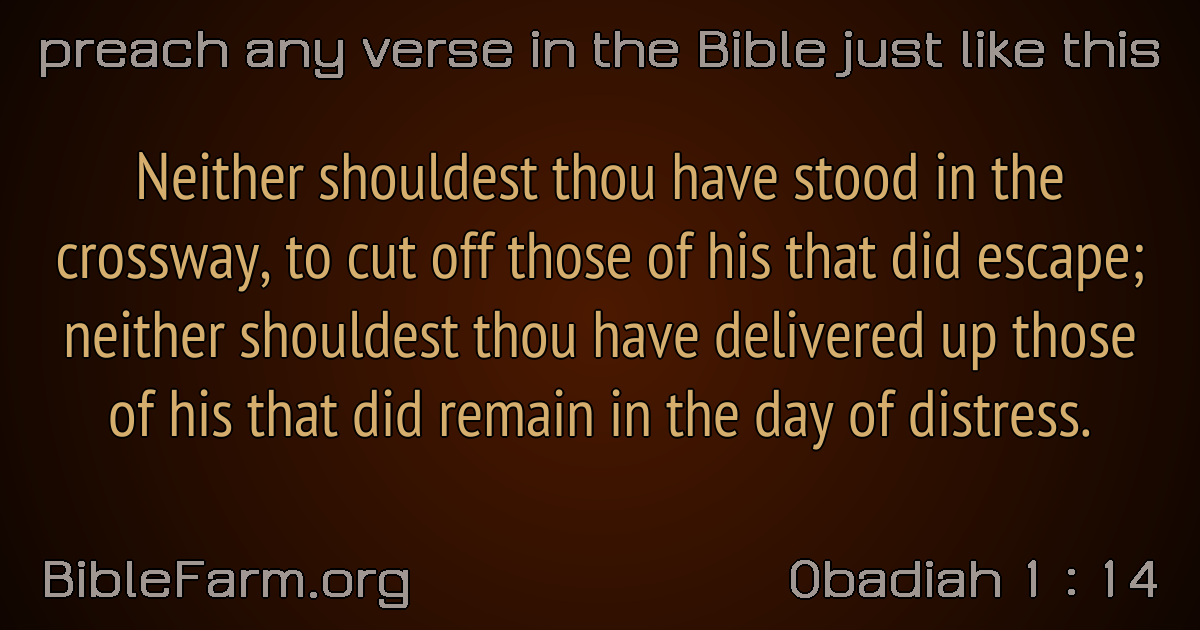 preach any verse in the Bible just like this
Neither shouldest thou have stood in the
crossway, to cut off those of his that did escape;
neither shouldest thou have delivered up those
of his that did remain in the day of distress.
BibleFarm.org
Obadiah 1 : 14